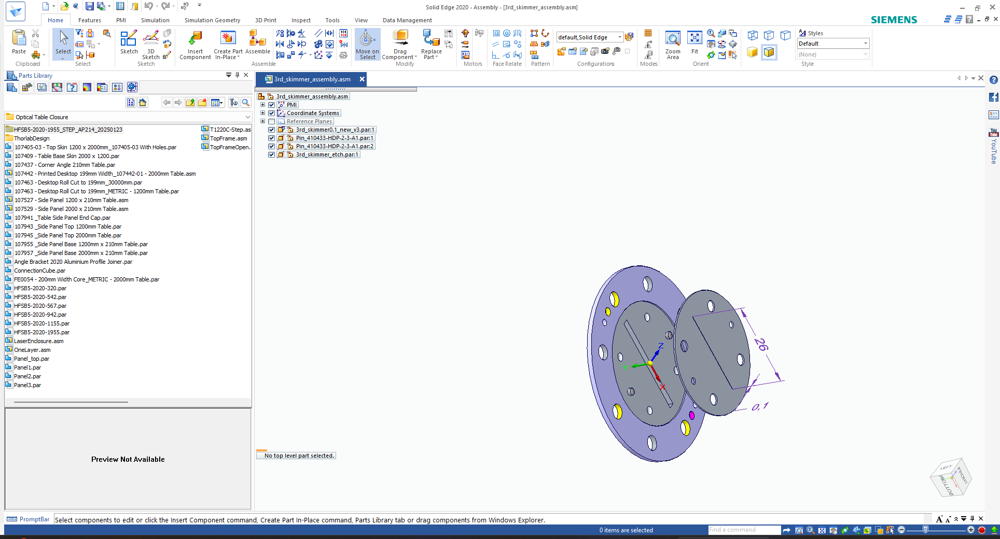 Solid Edge 2020 - Assembly - [3rd_skimmer_assembly.asm]
Home Features PMI Simulation Simulation Geometry 3D Print Inspect Tools View Data Management
SIEMENS
Paste
Clipboard
Select
Select
Sketch
3D Sketch
Sketch
Insert Component
Create Part In-Place
Assemble
Assemble
Move on Select
Drag Component
Replace Part
Modify
Motors
Face Relate
Pattern
default,Solid Edge
Configurations
Modes
Zoom Area
Fit
Orient
Styles
Default
(None)
Style
Parts Library
Optical Table Closure
HFSB5-2020-1955_STEP_AP214_20250123
ThorlabDesign
107405-03 - Top Skin 1200 x 2000mm_107405-03 With Holes.par
107409 - Table Base Skin 2000 x 1200.par
107437 - Corner Angle 210mm Table.par
107442 - Printed Desktop 199mm Width_107442-01 - 2000mm Table.asm
107463 - Desktop Roll Cut to 199mm_30000mm.par
107463 - Desktop Roll Cut to 199mm_METRIC - 1200mm Table.par
107527 - Side Panel 1200 x 210mm Table.asm
107529 - Side Panel 2000 x 210mm Table.asm
107941 _Table Side Panel End Cap.par
107943 _Side Panel Top 1200mm Table.par
107945 _Side Panel Top 2000mm Table.par
107955 _Side Panel Base 1200mm x 210mm Table.par
107957 _Side Panel Base 2000mm x 210mm Table.par
Angle Bracket 2020 Aluminium Profile Joiner.par
ConnectionCube.par
FE0054 - 200mm Width Core_METRIC - 2000mm Table.par
HFSB5-2020-320.par
HFSB5-2020-542.par
HFSB5-2020-567.par
HFSB5-2020-942.par
HFSB5-2020-1155.par
HFSB5-2020-1955.par
LaserEnclosure.asm
OneLayer.asm
Panel_top.par
Panel1.par
Panel2.par
Panel3.par
T1220C-Step.as
TopFrame.asm
TopFrameOpen.
Preview Not Available
3rd_skimmer_assembly.asm
3rd_skimmer_assembly.asm
PMI
Coordinate Systems
Reference Planes
3rd_skimmer0.1_new_v3.par:1
Pin_410433-HDP-2-3-A1.par:1
Pin_410433-HDP-2-3-A1.par:2
3rd_skimmer_etch.par:1
No top level part selected.
Z
Y
X
26
0,1
LEFT
FRONT
BOTTOM
You Tube
YouTube
PromptBar
Select components to edit or click the Insert Component command, Create Part In-Place command, Parts Library tab or drag components from Windows Explorer.
0 items are selected
Find a command